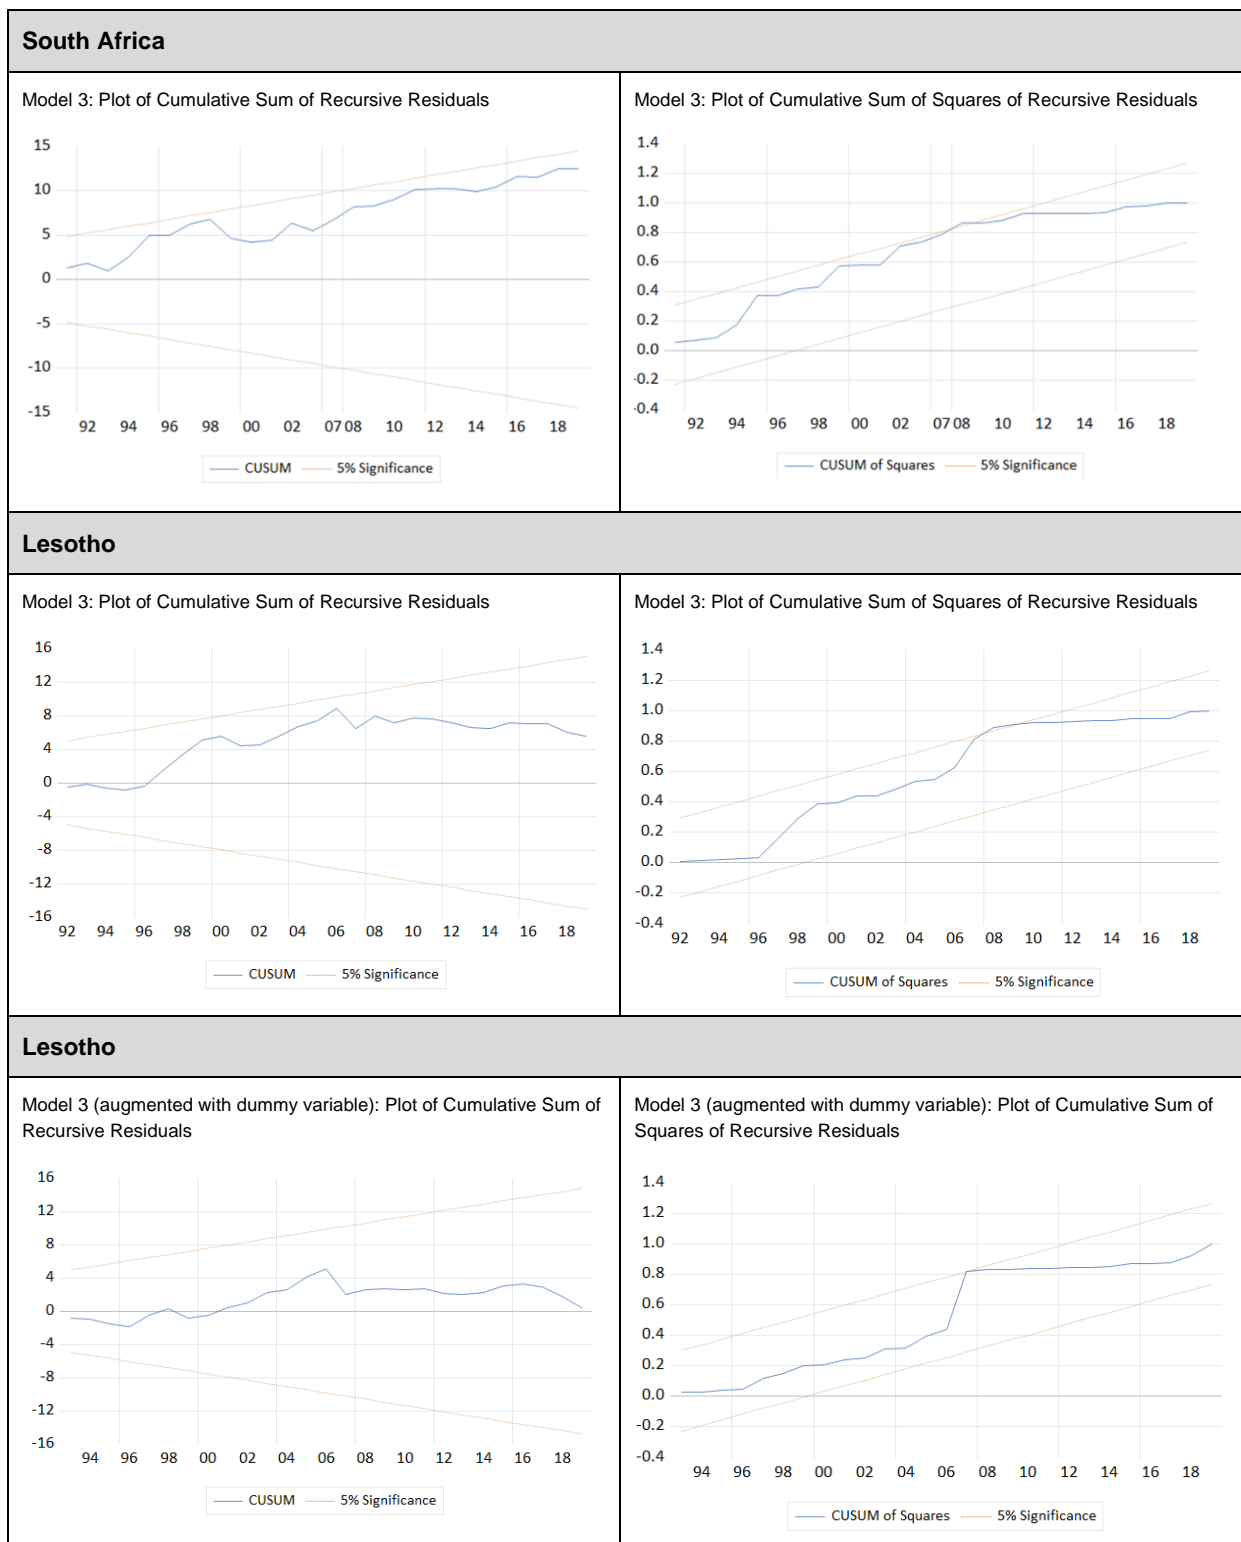 South Africa
Model 3: Plot of Cumulative Sum of Recursive Residuals
15
10
5
0
-5
-10
-15
92 94 96 98 00 02 07 08 10 12 14 16 18
CUSUM 5% Significance
Model 3: Plot of Cumulative Sum of Squares of Recursive Residuals
1.4
1.2
1.0
0.8
0.6
0.4
0.2
0.0
-0.2
-0.4
92 94 96 98 00 02 07 08 10 12 14 16 18
CUSUM of Squares 5% Significance
Lesotho
Model 3: Plot of Cumulative Sum of Recursive Residuals
16
12
8
4
0
-4
-8
-12
-16
92 94 96 98 00 02 04 06 08 10 12 14 16 18
CUSUM 5% Significance
Model 3: Plot of Cumulative Sum of Squares of Recursive Residuals
1.4
1.2
1.0
0.8
0.6
0.4
0.2
0.0
-0.2
-0.4
92 94 96 98 00 02 04 06 08 10 12 14 16 18
CUSUM of Squares 5% Significance
Lesotho
Model 3 (augmented with dummy variable): Plot of Cumulative Sum of
Recursive Residuals
16
12
8
4
0
-4
-8
-12
-16
94 96 98 00 02 04 06 08 10 12 14 16 18
CUSUM 5% Significance
Model 3 (augmented with dummy variable): Plot of Cumulative Sum of
Squares of Recursive Residuals
1.4
1.2
1.0
0.8
0.6
0.4
0.2
0.0
-0.2
-0.4
94 96 98 00 02 04 06 08 10 12 14 16 18
CUSUM of Squares 5% Significance